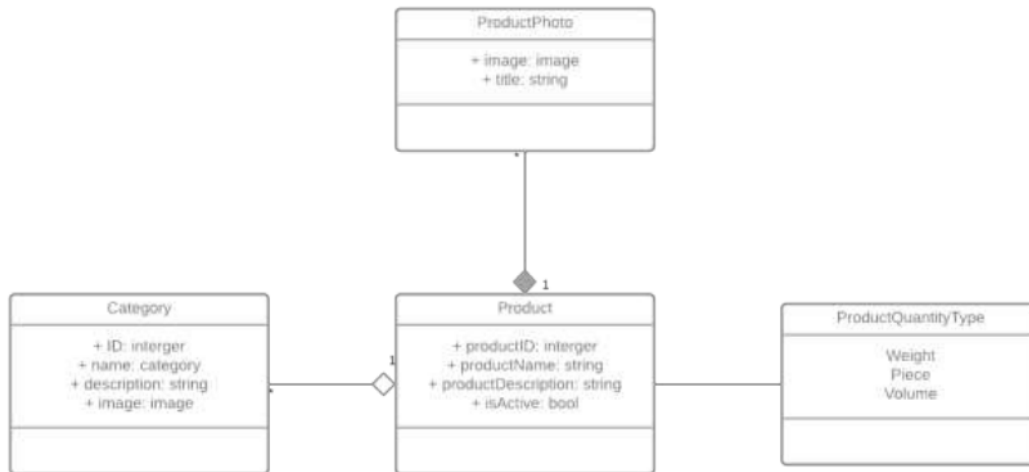 ProductPhoto
+ image: image
+ title: string
*
1
Category
+ ID: interger
+ name: category
+ description: string
+ image: image
*
1
Product
+ productID: interger
+ productName: string
+ productDescription: string
+ isActive: bool
ProductQuantityType
Weight
Piece
Volume